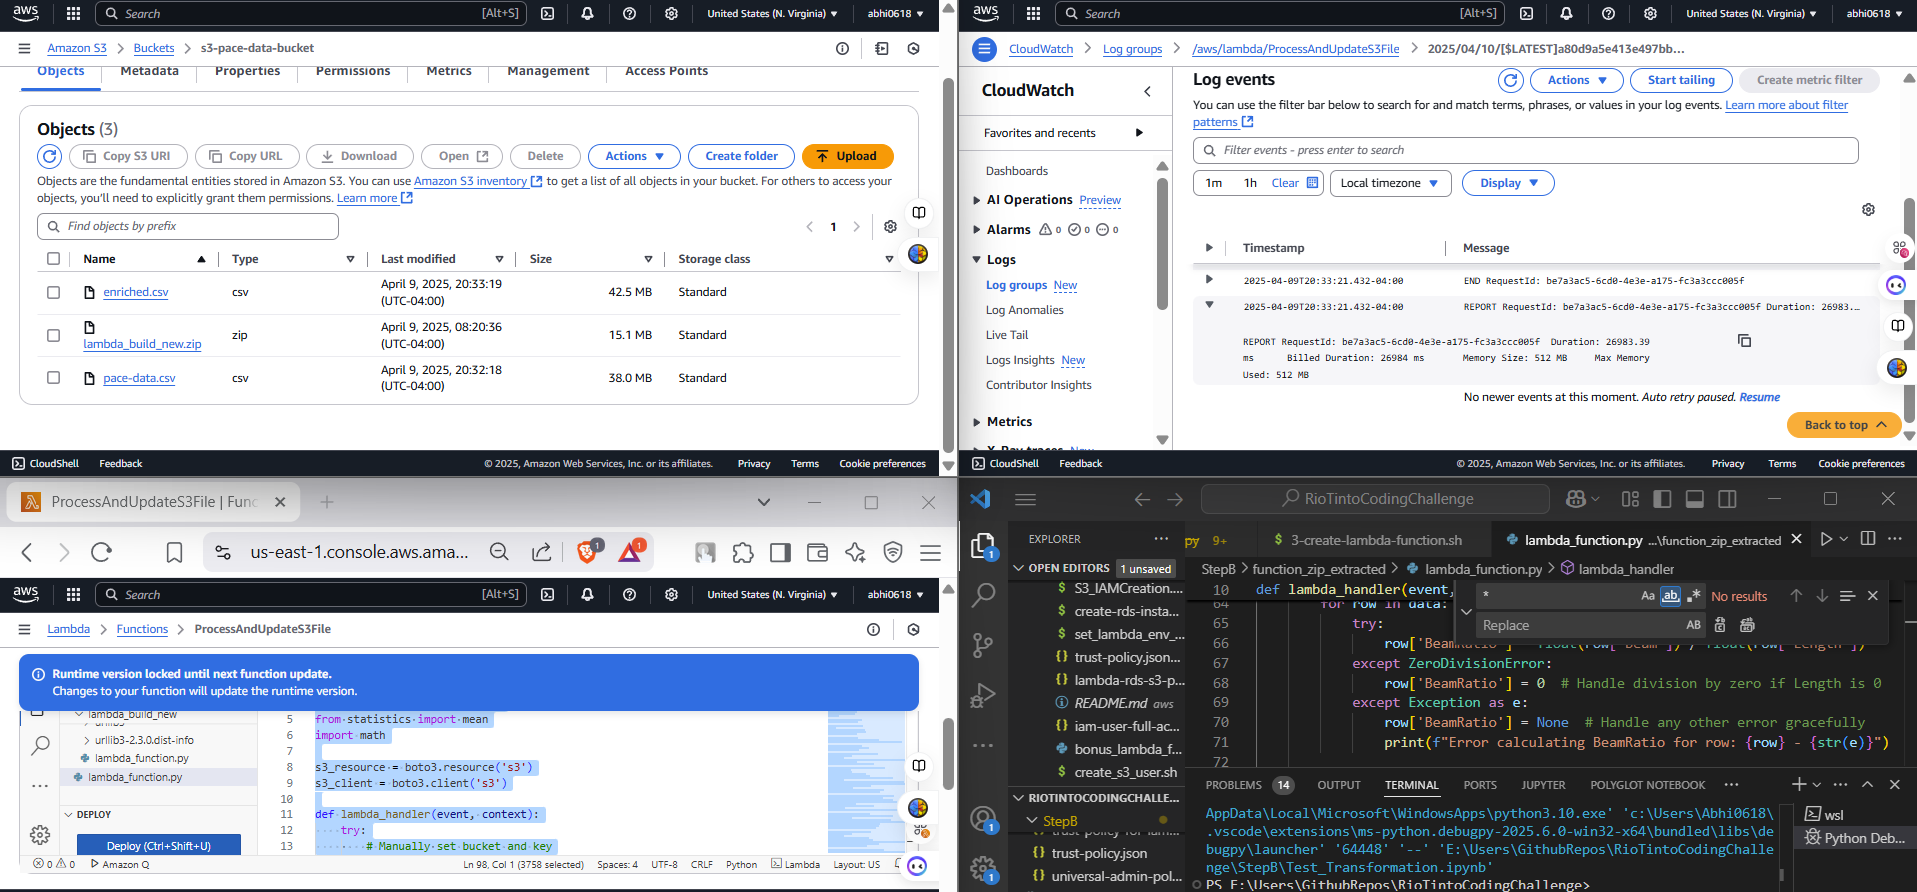 aws Search [Alt+S] United States (N. Virginia) abhi0618
Amazon S3 Buckets s3-pace-data-bucket
Objects Metadata Properties Permissions Metrics Management Access Points
Objects (3)
Copy S3 URI Copy URL Download Open Delete Actions Create folder Upload
Objects are the fundamental entities stored in Amazon S3. You can use Amazon S3 inventory to get a list of all objects in your bucket. For others to access your
objects, you'll need to explicitly grant them permissions. Learn more
Find objects by prefix
1
Name Type Last modified Size Storage class
enriched.csv csv April 9, 2025, 20:33:19 (UTC-04:00) 42.5 MB Standard
lambda_build_new.zip zip April 9, 2025, 08:20:36 (UTC-04:00) 15.1 MB Standard
pace-data.csv csv April 9, 2025, 20:32:18 (UTC-04:00) 38.0 MB Standard
CloudShell Feedback © 2025, Amazon Web Services, Inc. or its affiliates. Privacy Terms Cookie preferences
aws Search [Alt+S] United States (N. Virginia) abhi0618
CloudWatch Log groups /aws/lambda/ProcessAndUpdateS3File 2025/04/10/[$LATEST]a80d9a5e413e497bb...
CloudWatch
Favorites and recents
Dashboards
AI Operations Preview
Alarms 0 0 0
Logs
Log groups New
Log Anomalies
Live Tail
Logs Insights New
Contributor Insights
Metrics
X-Ray traces New
Log events
Actions Start tailing Create metric filter
You can use the filter bar below to search for and match terms, phrases, or values in your log events. Learn more about filter
patterns
Filter events - press enter to search
1m 1h Clear Local timezone Display
Timestamp Message
2025-04-09T20:33:21.432-04:00 END RequestId: be7a3ac5-6cd0-4e3e-a175-fc3a3ccc005f
2025-04-09T20:33:21.432-04:00 REPORT RequestId: be7a3ac5-6cd0-4e3e-a175-fc3a3ccc005f Duration: 26983…
REPORT RequestId: be7a3ac5-6cd0-4e3e-a175-fc3a3ccc005f Duration: 26983.39
ms Billed Duration: 26984 ms Memory Size: 512 MB Max Memory
Used: 512 MB
No newer events at this moment. Auto retry paused. Resume
Back to top
CloudShell Feedback © 2025, Amazon Web Services, Inc. or its affiliates. Privacy Terms Cookie preferences
ProcessAndUpdateS3File | Func
us-east-1.console.aws.ama... 1 1
aws Search [Alt+S] United States (N. Virginia) abhi0618
Lambda Functions ProcessAndUpdateS3File
Runtime version locked until next function update.
Changes to your function will update the runtime version.
lambda_build_new
urllib3
urllib3-2.3.0.dist-info
lambda_function.py
lambda_function.py
DEPLOY
Deploy (Ctrl+Shift+U)
5 from statistics import mean
6 import math
7
8 s3_resource = boto3.resource('s3')
9 s3_client = boto3.client('s3')
10
11 def lambda_handler(event, context):
12 try:
13 # Manually set bucket and key
0 0 Amazon Q Ln 98, Col 1 (3758 selected) Spaces: 4 UTF-8 CRLF Python Lambda Layout: US
RioTintoCodingChallenge
EXPLORER
OPEN EDITORS 1 unsaved
S3_IAMCreation....
create-rds-insta...
set_lambda_env_...
trust-policy.json...
lambda-rds-s3-p...
README.md aws
iam-user-full-ac...
bonus_lambda_f...
create_s3_user.sh
RIOTINTOCODINGCHALLE...
StepB
trust-policy-for-lam...
trust-policy.json
universal-admin-pol...
1
1
1
py 9+ 3-create-lambda-function.sh lambda_function.py ...\function_zip_extracted
StepB function_zip_extracted lambda_function.py lambda_handler
10 def lambda_handler(event,
* Aa ab No results
Replace AB
64 for row in data:
65 try:
66 row['BeamRatio'] = float(row['Beam']) / float(row['Length'])
67 except ZeroDivisionError:
68 row['BeamRatio'] = 0 # Handle division by zero if Length is 0
69 except Exception as e:
70 row['BeamRatio'] = None # Handle any other error gracefully
71 print(f"Error calculating BeamRatio for row: {row} - {str(e)}")
72
PROBLEMS 14 OUTPUT TERMINAL PORTS JUPYTER POLYGLOT NOTEBOOK
AppData\Local\Microsoft\WindowsApps\python3.10.exe' 'c:\Users\Abhi0618\
.vscode\extensions\ms-python.debugpy-2025.6.0-win32-x64\bundled\libs\de
bugpy\launcher' '64448' '--' 'E:\Users\GithubRepos\RioTintoCodingChalle
nge\StepB\Test_Transformation.ipynb'
PS E:\Users\GithubRepos\RioTintoCodingChallenge>
wsl
Python Deb...